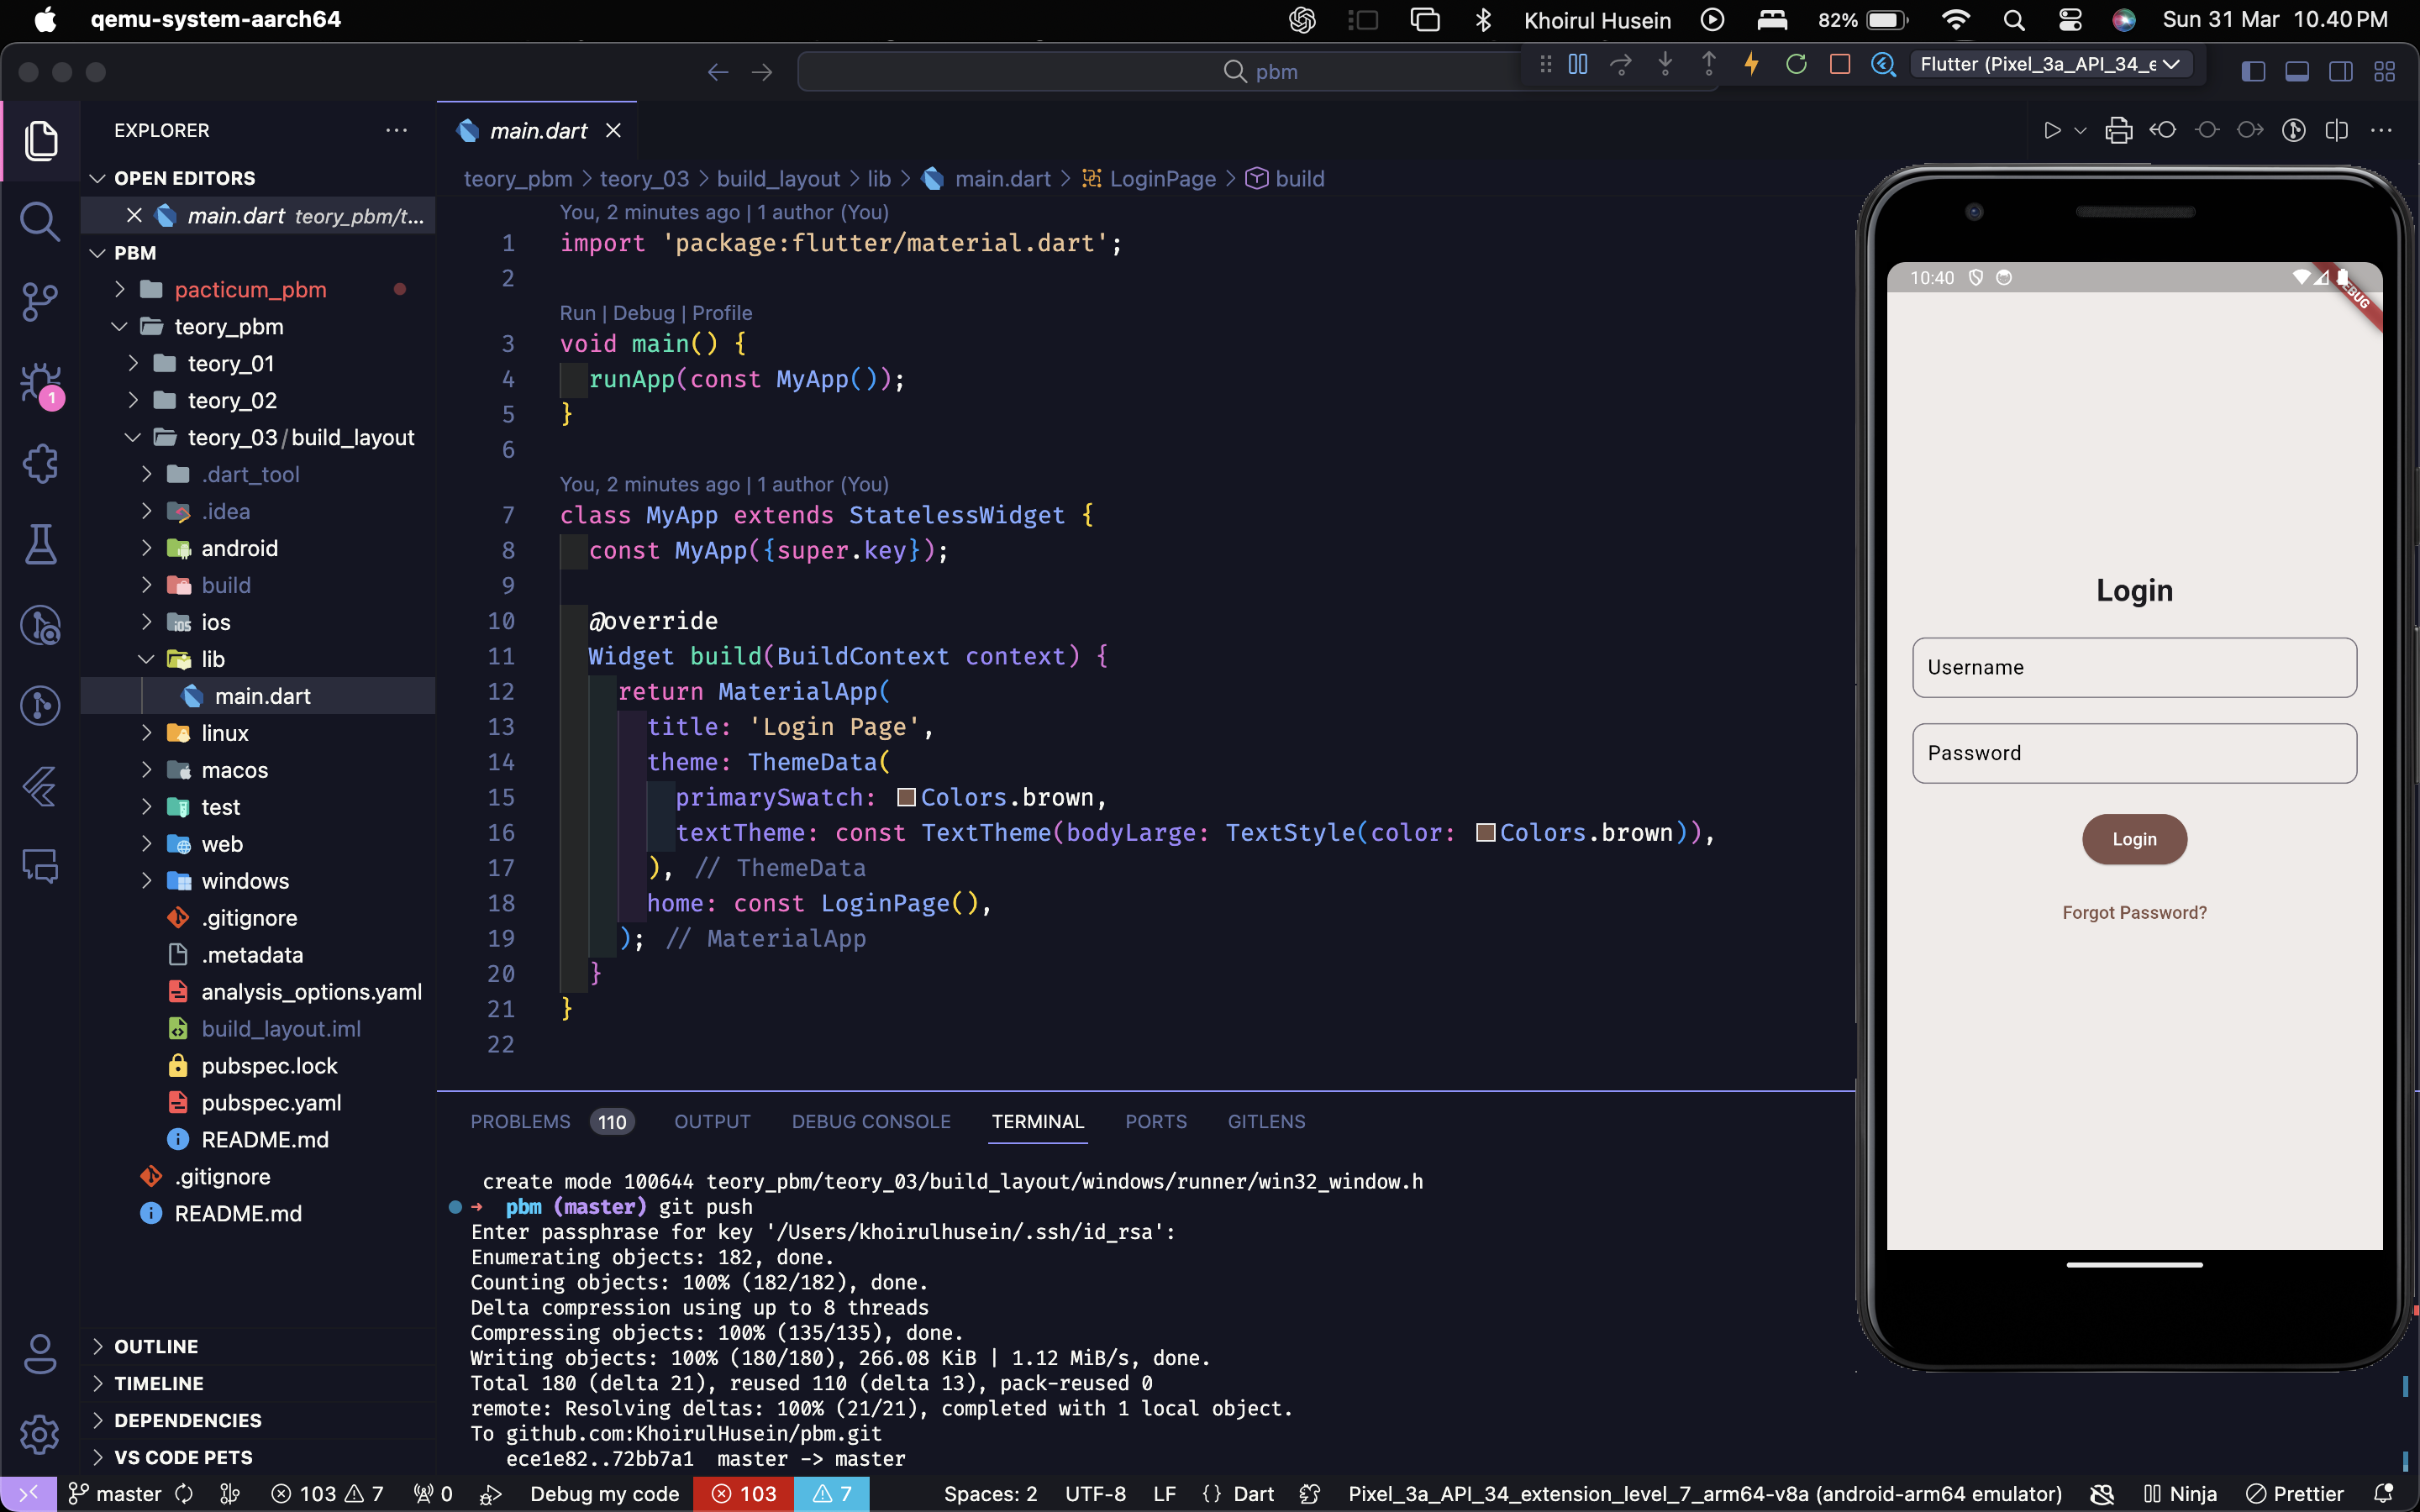 qemu-system-aarch64
Khoirul Husein
82%
Sun 31 Mar 10.40 PM
pbm
Flutter (Pixel_3a_API_34_e
EXPLORER
main.dart
OPEN EDITORS
main.dart teory_pbm/t...
PBM
pacticum_pbm
teory_pbm
teory_01
teory_02
teory_03/build_layout
.dart_tool
.idea
android
build
ios
lib
main.dart
linux
macos
test
web
windows
.gitignore
.metadata
analysis_options.yaml
build_layout.iml
pubspec.lock
pubspec.yaml
README.md
.gitignore
README.md
OUTLINE
TIMELINE
DEPENDENCIES
VS CODE PETS
1
teory_pbm > teory_03 > build_layout > lib > main.dart > LoginPage > build
You, 2 minutes ago | 1 author (You)
1 import 'package:flutter/material.dart';
2
Run | Debug | Profile
3 void main() {
4 runApp(const MyApp());
5 }
6
You, 2 minutes ago | 1 author (You)
7 class MyApp extends StatelessWidget {
8 const MyApp({super.key});
9
10 @override
11 Widget build(BuildContext context) {
12 return MaterialApp(
13 title: 'Login Page',
14 theme: ThemeData(
15 primarySwatch: Colors.brown,
16 textTheme: const TextTheme(bodyLarge: TextStyle(color: Colors.brown)),
17 ), // ThemeData
18 home: const LoginPage(),
19 ); // MaterialApp
20 }
21 }
22
PROBLEMS 110 OUTPUT DEBUG CONSOLE TERMINAL PORTS GITLENS
create mode 100644 teory_pbm/teory_03/build_layout/windows/runner/win32_window.h
➜ pbm (master) git push
Enter passphrase for key '/Users/khoirulhusein/.ssh/id_rsa':
Enumerating objects: 182, done.
Counting objects: 100% (182/182), done.
Delta compression using up to 8 threads
Compressing objects: 100% (135/135), done.
Writing objects: 100% (180/180), 266.08 KiB | 1.12 MiB/s, done.
Total 180 (delta 21), reused 110 (delta 13), pack-reused 0
remote: Resolving deltas: 100% (21/21), completed with 1 local object.
To github.com:KhoirulHusein/pbm.git
ece1e82..72bb7a1 master -> master
10:40
Login
Username
Password
Login
Forgot Password?
master 103 7 0 Debug my code 103 7 Spaces: 2 UTF-8 LF {} Dart Pixel_3a_API_34_extension_level_7_arm64-v8a (android-arm64 emulator) Ninja Prettier